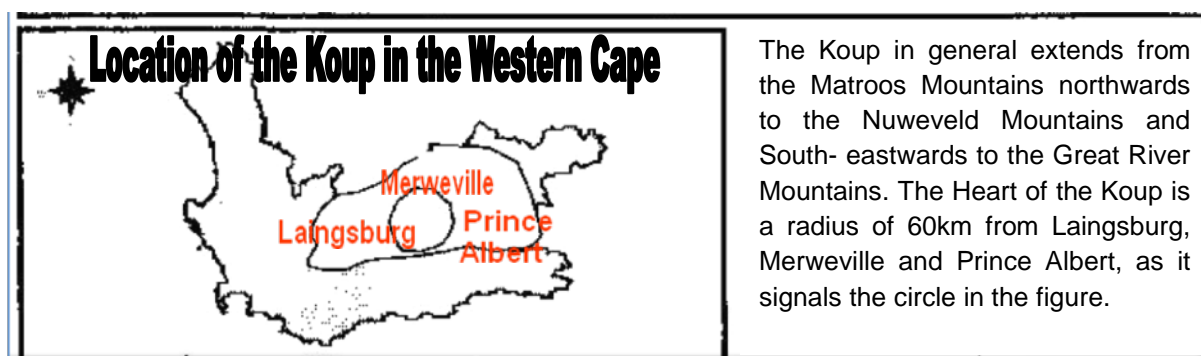 Location of the Koup in the Western Cape
Merweville
Laingsburg
Prince
Albert
The Koup in general extends from
the Matroos Mountains northwards
to the Nuweveld Mountains and
South- eastwards to the Great River
Mountains. The Heart of the Koup is
a radius of 60km from Laingsburg,
Merweville and Prince Albert, as it
signals the circle in the figure.